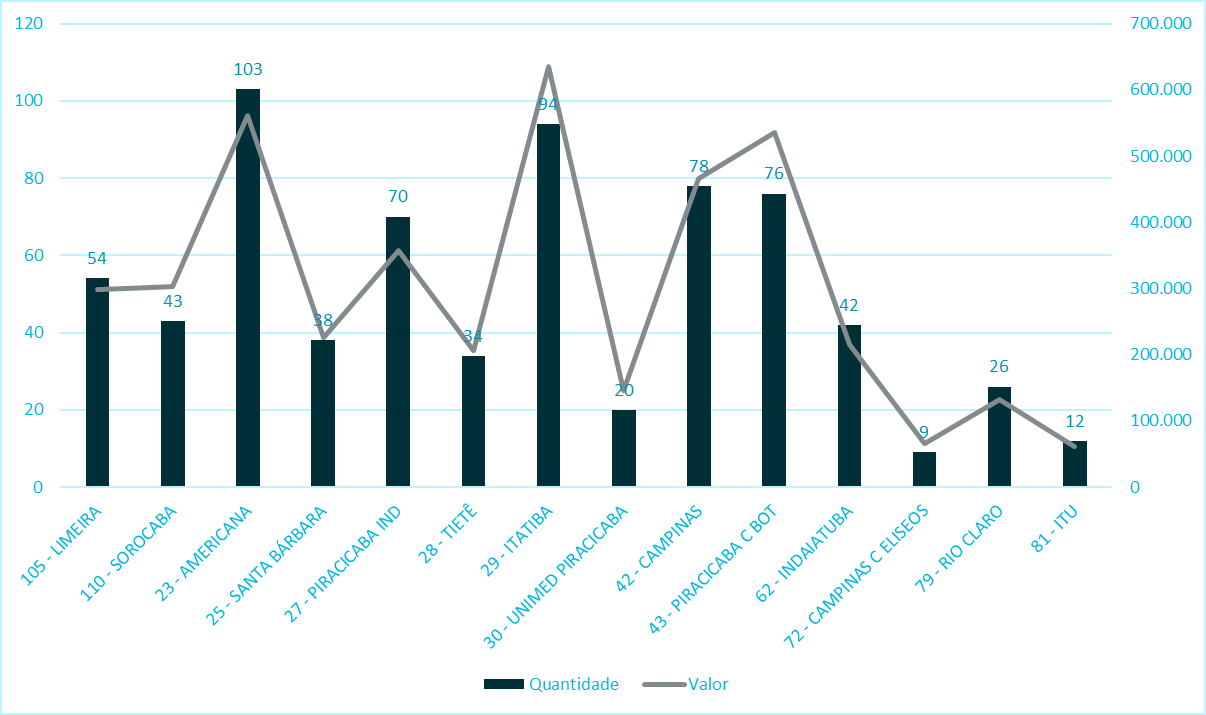 120
100
80
60
40
20
0
700.000
600.000
500.000
400.000
300.000
200.000
100.000
0
54
43
103
38
70
34
94
20
78
76
42
9
26
12
105 - LIMEIRA
110 - SOROCABA
23 - AMERICANA
25 - SANTA BÁRBARA
27 - PIRACICABA IND
28 - TIETÊ
29 - ITATIBA
30 - UNIMED PIRACICABA
42 - CAMPINAS
43 - PIRACICABA C BOT
62 - INDAIATUBA
72 - CAMPINAS C ELISEOS
79 - RIO CLARO
81 - ITU
Quantidade
Valor